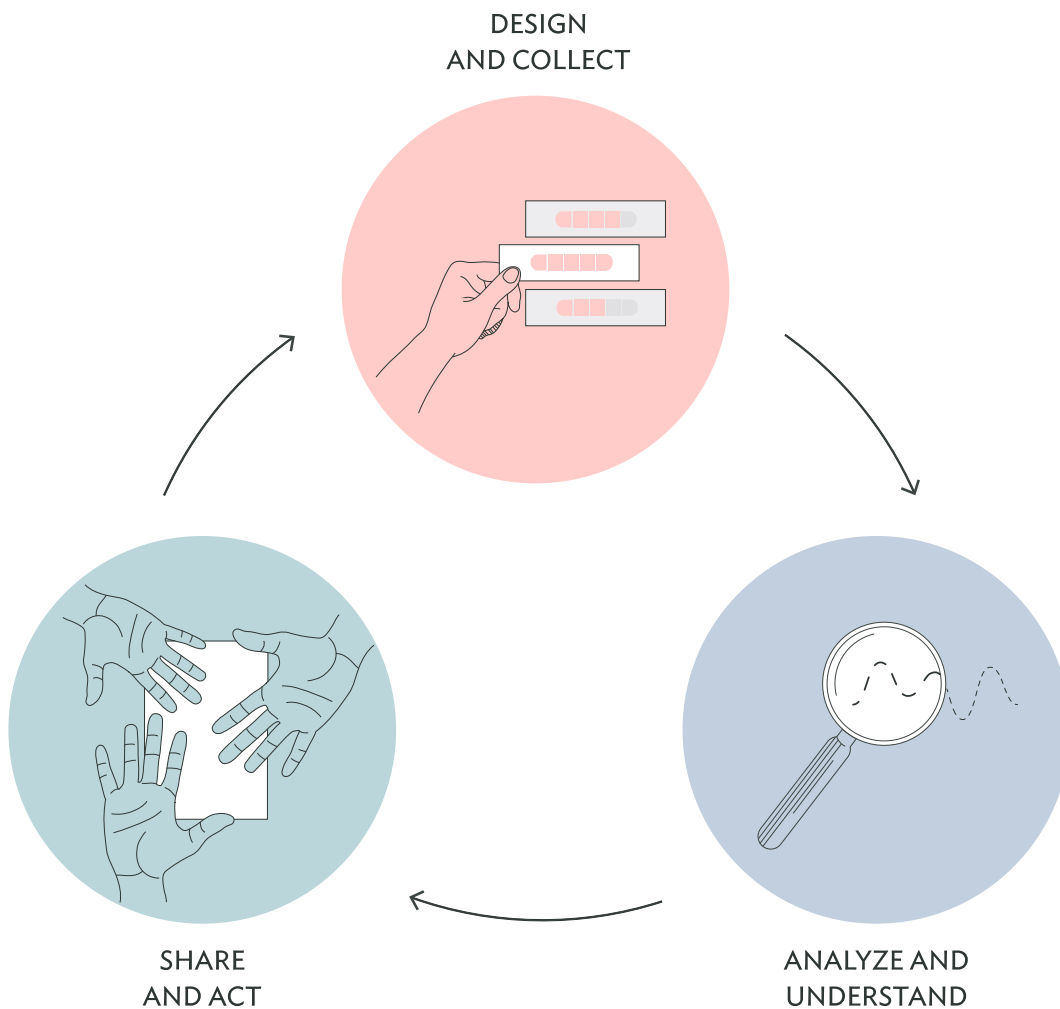 DESIGN
AND COLLECT
SHARE
AND ACT
ANALYZE AND
UNDERSTAND